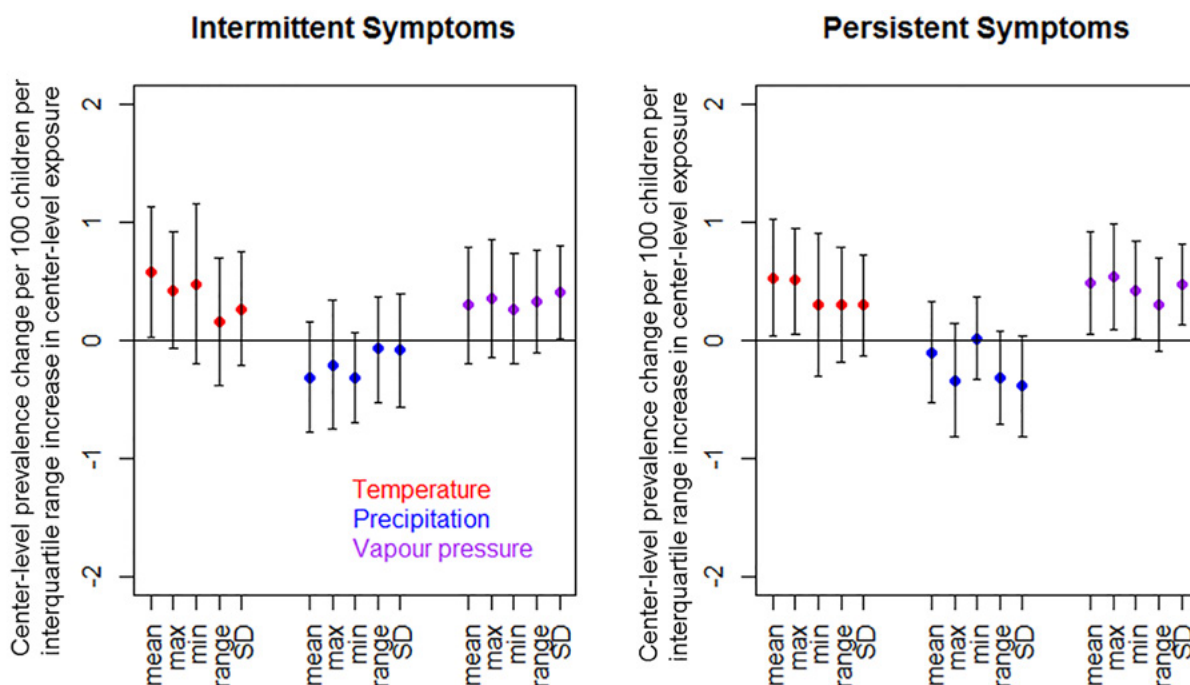 Intermittent Symptoms
Center-level prevalence change per 100 children per
interquartile range increase in center-level exposure
2
1
0
-1
-2
Temperature
Precipitation
Vapour pressure
mean
max
min
range
SD
mean
max
min
range
SD
mean
max
min
range
SD
Persistent Symptoms
Center-level prevalence change per 100 children per
interquartile range increase in center-level exposure
2
1
0
-1
-2
mean
max
min
range
SD
mean
max
min
range
SD
mean
max
min
range
SD